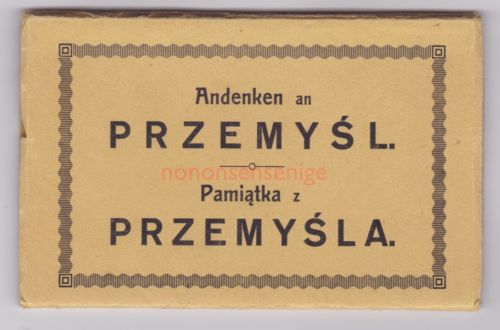 Andenken an
PRZEMYŚL.
nononsensenige
Pamiątka z
PRZEMYŚLA.